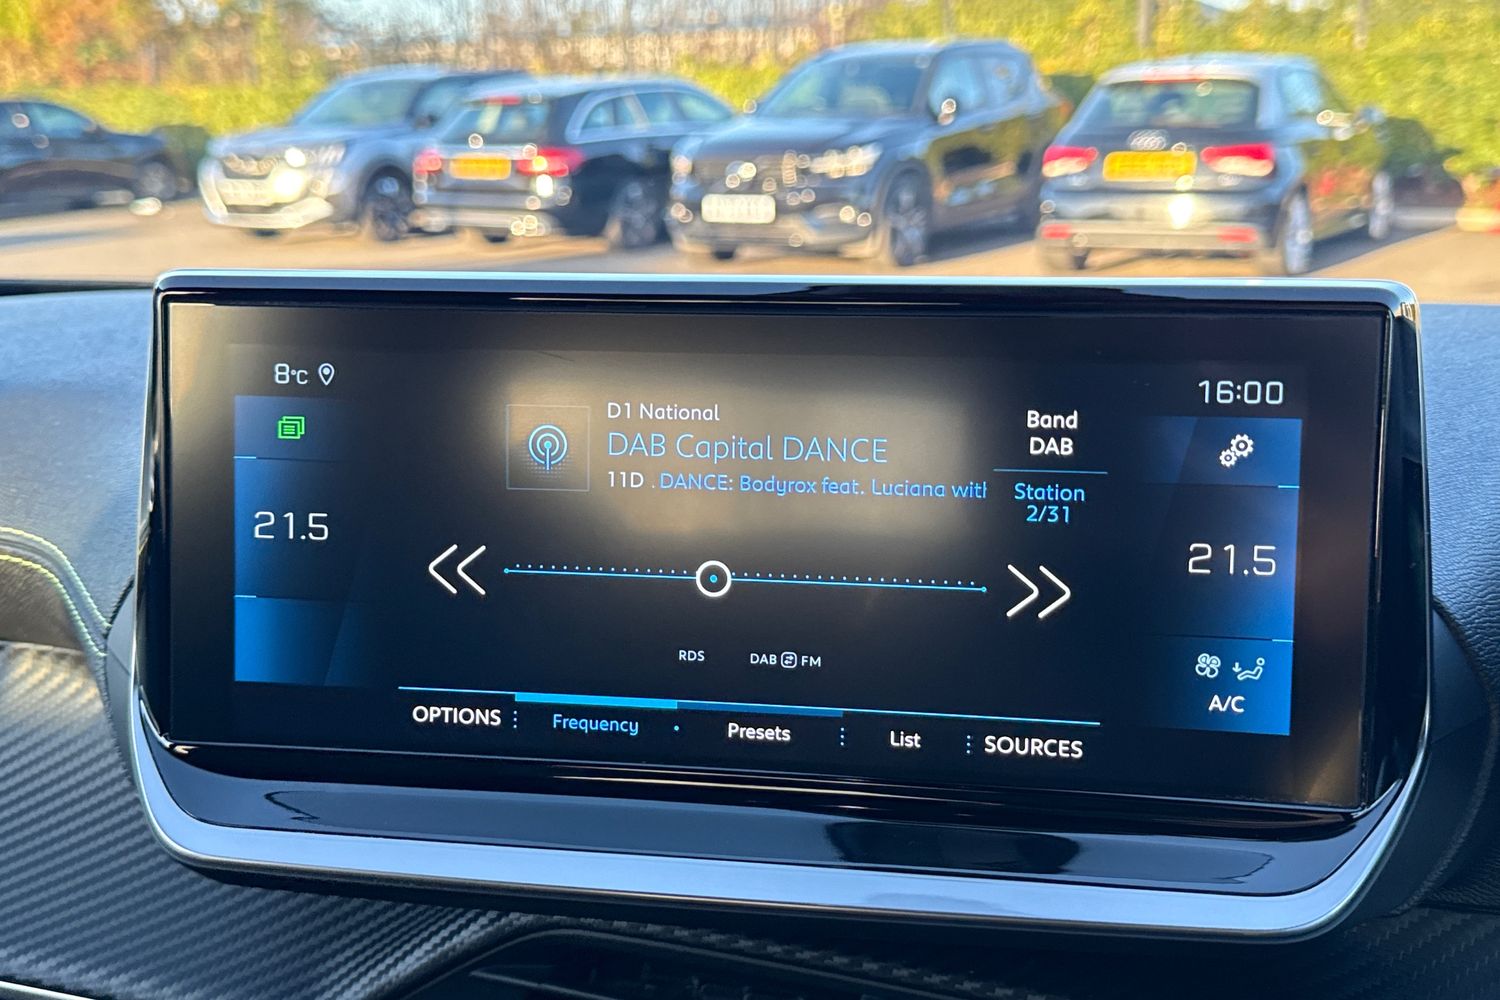 8°C
16:00
D1 National
DAB Capital DANCE
11D . DANCE: Bodyrox feat. Luciana with
Band
DAB
Station
2/31
21.5
21.5
RDS
DAB FM
A/C
OPTIONS
Frequency
Presets
List
SOURCES